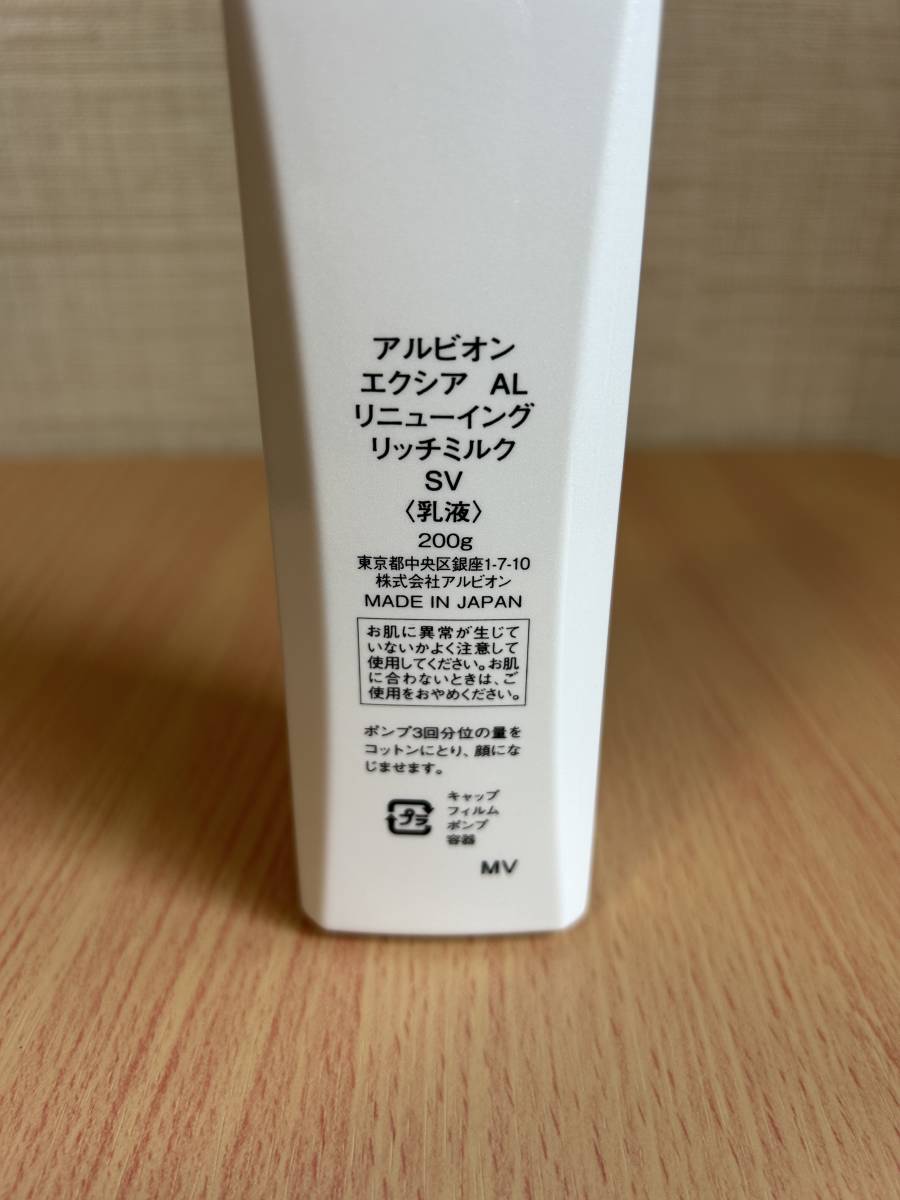 アルビオン
エクシア AL
リニューイング
リッチミルク
SV
〈乳液〉
200g
東京都中央区銀座1-7-10
株式会社アルビオン
MADE IN JAPAN
お肌に異常が生じて
いないかよく注意して
使用してください。お肌
に合わないときは、ご
使用をおやめください。
ポンプ3回分位の量を
コットンにとり、顔にな
じませます。
プラ
キャップ
フィルム
ポンプ
容器
MV